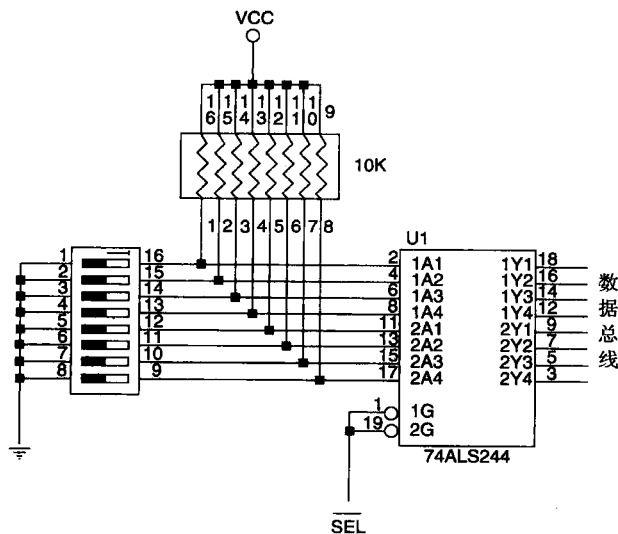 VCC
16 15 14 13 12 11 10 9
10K
1 2 3 4 5 6 7 8
U1
1 16
2 15
3 14
4 13
5 12
6 11
7 10
8 9
2 1A1 1Y1 18
4 1A2 1Y2 16
6 1A3 1Y3 14
8 1A4 1Y4 12
11 2A1 2Y1 9
13 2A2 2Y2 7
15 2A3 2Y3 5
17 2A4 2Y4 3
数据总线
1 1G
19 2G
74ALS244
SEL